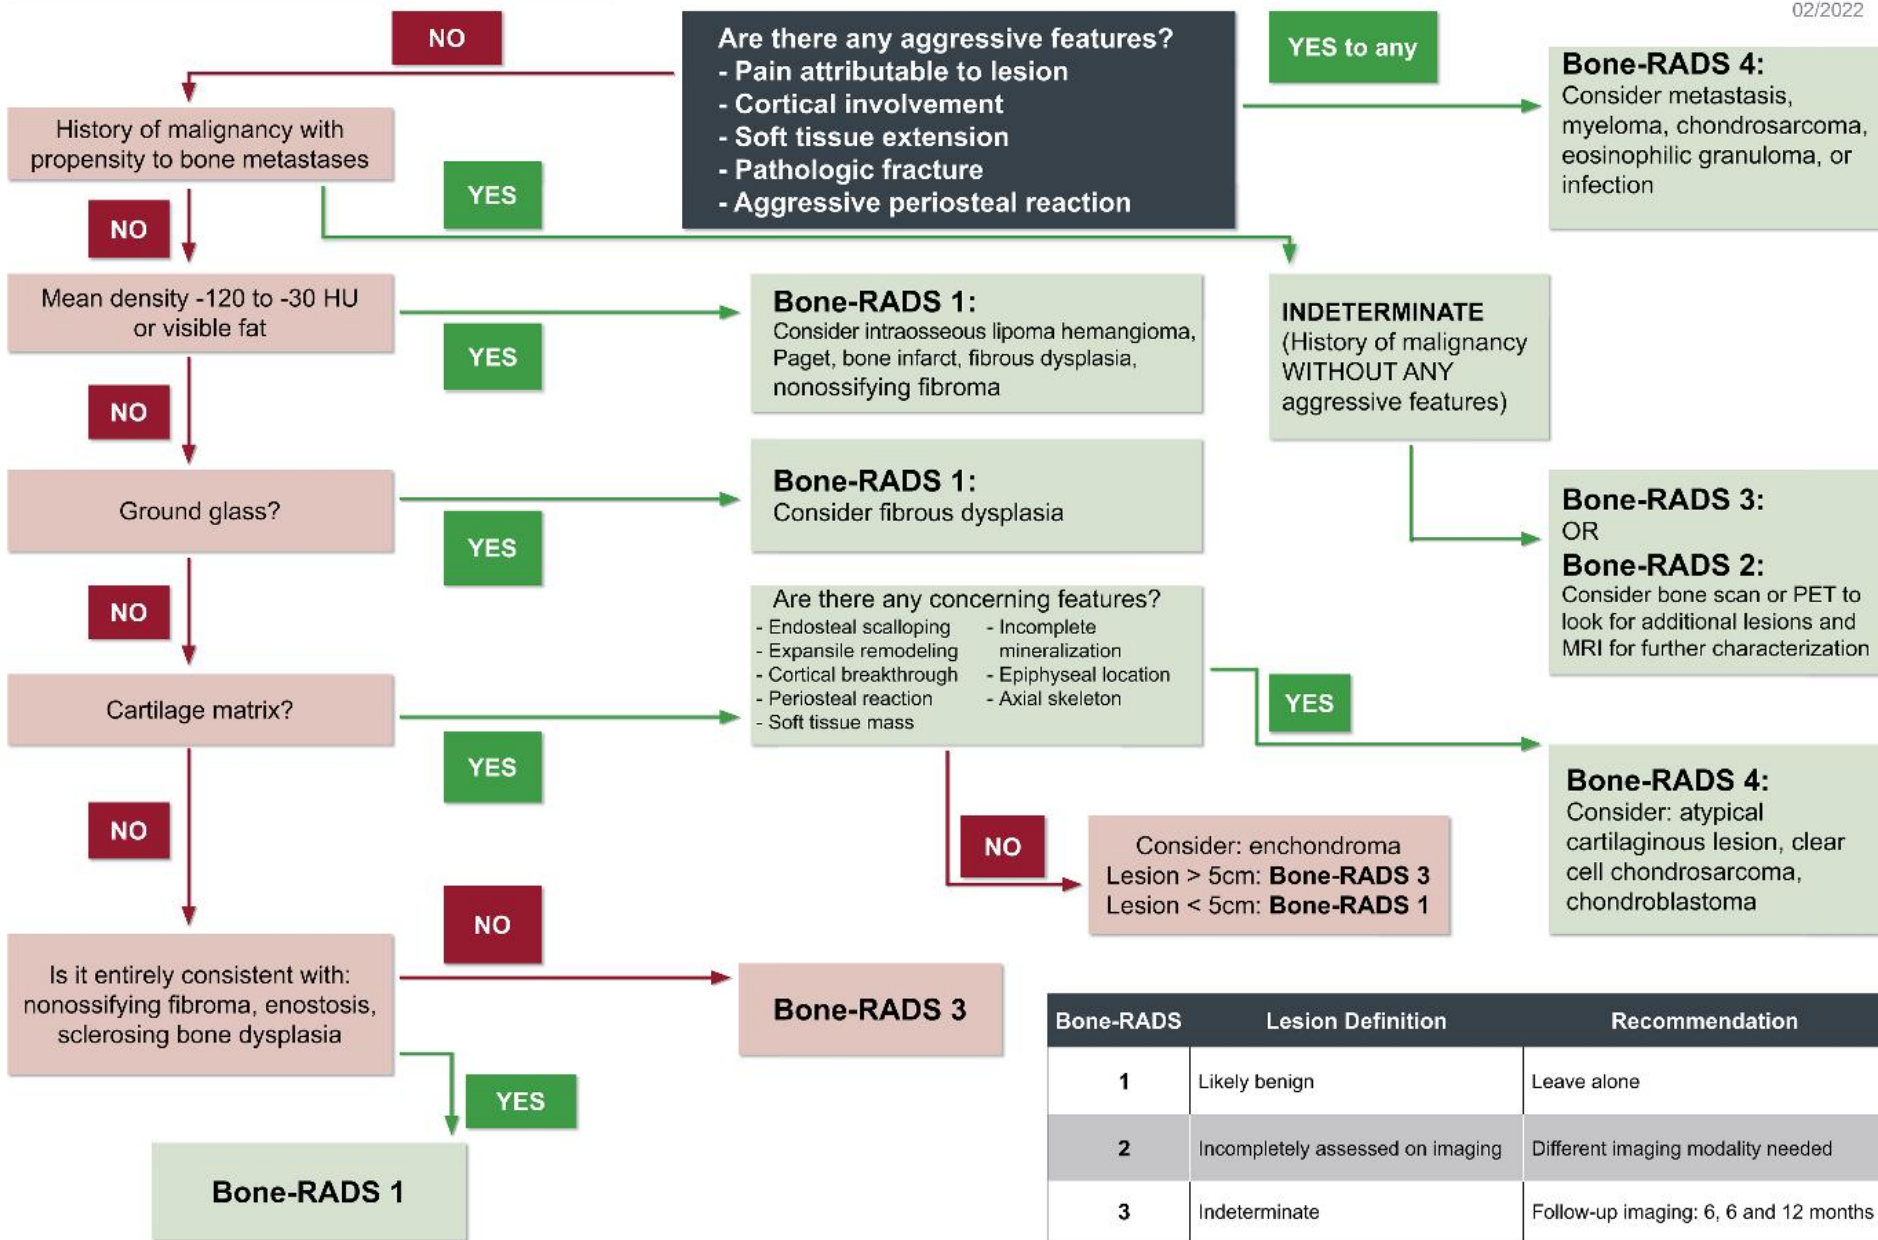 02/2022
NO
Are there any aggressive features?
- Pain attributable to lesion
- Cortical involvement
- Soft tissue extension
- Pathologic fracture
- Aggressive periosteal reaction
YES to any
Bone-RADS 4:
Consider metastasis,
myeloma, chondrosarcoma,
eosinophilic granuloma, or
infection
History of malignancy with
propensity to bone metastases
YES
NO
Mean density -120 to -30 HU
or visible fat
YES
Bone-RADS 1:
Consider intraosseous lipoma hemangioma,
Paget, bone infarct, fibrous dysplasia,
nonossifying fibroma
INDETERMINATE
(History of malignancy
WITHOUT ANY
aggressive features)
NO
Ground glass?
YES
Bone-RADS 1:
Consider fibrous dysplasia
Bone-RADS 3:
OR
Bone-RADS 2:
Consider bone scan or PET to
look for additional lesions and
MRI for further characterization
NO
Cartilage matrix?
YES
Are there any concerning features?
- Endosteal scalloping
- Expansile remodeling
- Cortical breakthrough
- Periosteal reaction
- Soft tissue mass
- Incomplete
mineralization
- Epiphyseal location
- Axial skeleton
YES
Bone-RADS 4:
Consider: atypical
cartilaginous lesion, clear
cell chondrosarcoma,
chondroblastoma
NO
Consider: enchondroma
Lesion > 5cm: Bone-RADS 3
Lesion < 5cm: Bone-RADS 1
NO
Is it entirely consistent with:
nonossifying fibroma, enostosis,
sclerosing bone dysplasia
NO
Bone-RADS 3
YES
Bone-RADS 1
Bone-RADS Lesion Definition Recommendation
1 Likely benign Leave alone
2 Incompletely assessed on imaging Different imaging modality needed
3 Indeterminate Follow-up imaging: 6, 6 and 12 months